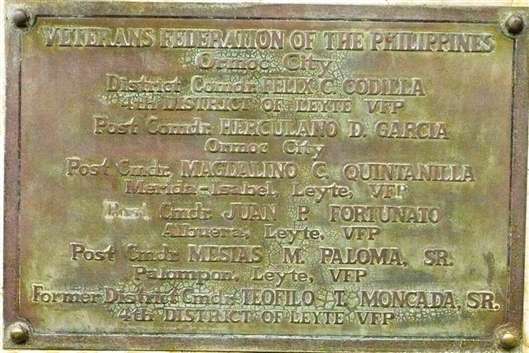 VETERANS FEDERATION OF THE PHILIPPINES
Ormoc City
District Comdr. FELIX C. CODILLA
4TH DISTRICT OF LEYTE VFP
Post Comdr. HERCULANO D. GARCIA
Ormoc City
Post Cmdr. MAGDALINO C. QUINTANILLA
Merida-Isabel, Leyte, VFP
Post Cmdr. JUAN P. FORTUNATO
Albuera, Leyte, VFP
Post Cmdr. MESIAS M. PALOMA, SR.
Palompon, Leyte, VFP
Former District Cmdr. TEOFILO T. MONCADA, SR.
4th DISTRICT OF LEYTE VFP